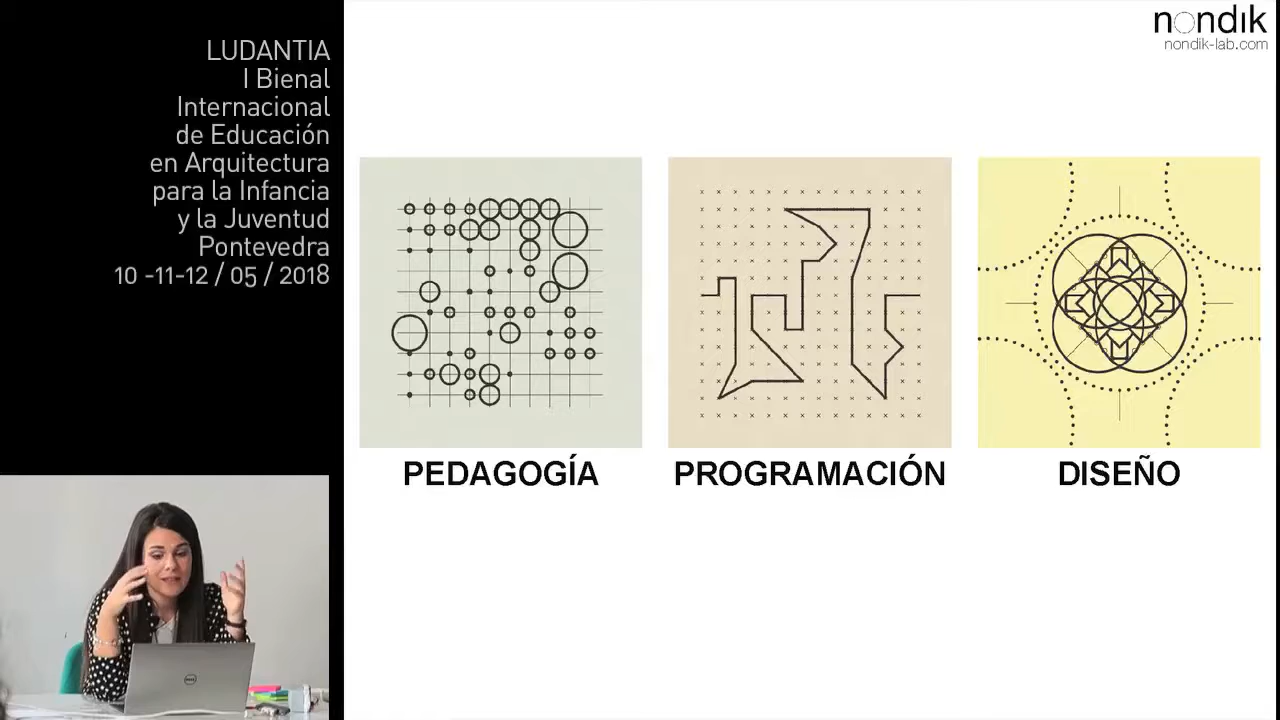 LUDANTIA
I Bienal
Internacional
de Educación
en Arquitectura
para la Infancia
y la Juventud
Pontevedra
10 -11-12 / 05 / 2018
nondik
nondik-lab.com
PEDAGOGÍA
PROGRAMACIÓN
DISEÑO
DELL